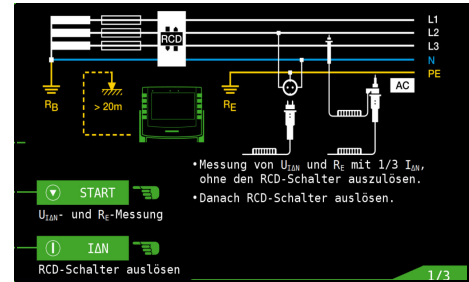 L1
L2
RCD
L3
N
PE
AC
R_B
> 20m
R_E
•Messung von U_IΔN und R_E mit 1/3 I_ΔN,
ohne den RCD-Schalter auszulösen.
•Danach RCD-Schalter auslösen.
START
U_IΔN- und R_E-Messung
IΔN
RCD-Schalter auslösen
1/3